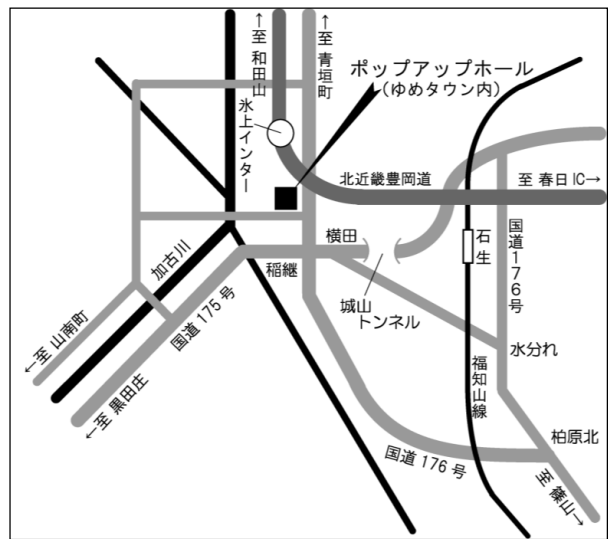 ←至 和田山
←至 青垣町
ポップアップホール
（ゆめタウン内）
氷上インター
北近畿豊岡道
至 春日IC→
石生
国道176号
横田
加古川
稲継
城山
トンネル
国道175号
←至 山南町
水分れ
福知山線
←至 黒田庄
柏原北
国道176号
至 篠山→